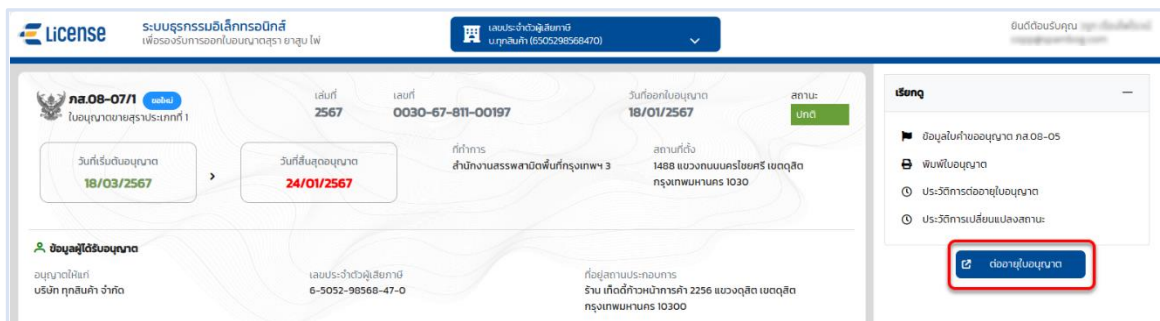 License
ระบบธุรกรรมอิเล็กทรอนิกส์
เพื่อรองรับการออกใบอนุญาตสุรา ยาสูบ ไพ่
เลขประจำตัวผู้เสียภาษี
บ.ทุกสินค้า (6505298568470)
ยินดีต้อนรับคุณ
ภส.08-07/1 ขอใหม่
ใบอนุญาตขายสุราประเภทที่ 1
เล่มที่
2567
เลขที่
0030-67-811-00197
วันที่ออกใบอนุญาต
18/01/2567
สถานะ
ปกติ
วันที่เริ่มต้นอนุญาต
18/03/2567
วันที่สิ้นสุดอนุญาต
24/01/2567
ที่ทำการ
สำนักงานสรรพสามิตพื้นที่กรุงเทพฯ 3
สถานที่ตั้ง
1488 แขวงถนนนครไชยศรี เขตดุสิต
กรุงเทพมหานคร 1030
ข้อมูลผู้ได้รับอนุญาต
อนุญาตให้แก่
บริษัท ทุกสินค้า จำกัด
เลขประจำตัวผู้เสียภาษี
6-5052-98568-47-0
ที่อยู่สถานประกอบการ
ร้าน เท็ดดี้ก้าวหน้าการค้า 2256 แขวงดุสิต เขตดุสิต
กรุงเทพมหานคร 10300
เรียกดู
ข้อมูลใบคำขออนุญาต ภส.08-05
พิมพ์ใบอนุญาต
ประวัติการต่ออายุใบอนุญาต
ประวัติการเปลี่ยนแปลงสถานะ
ต่ออายุใบอนุญาต